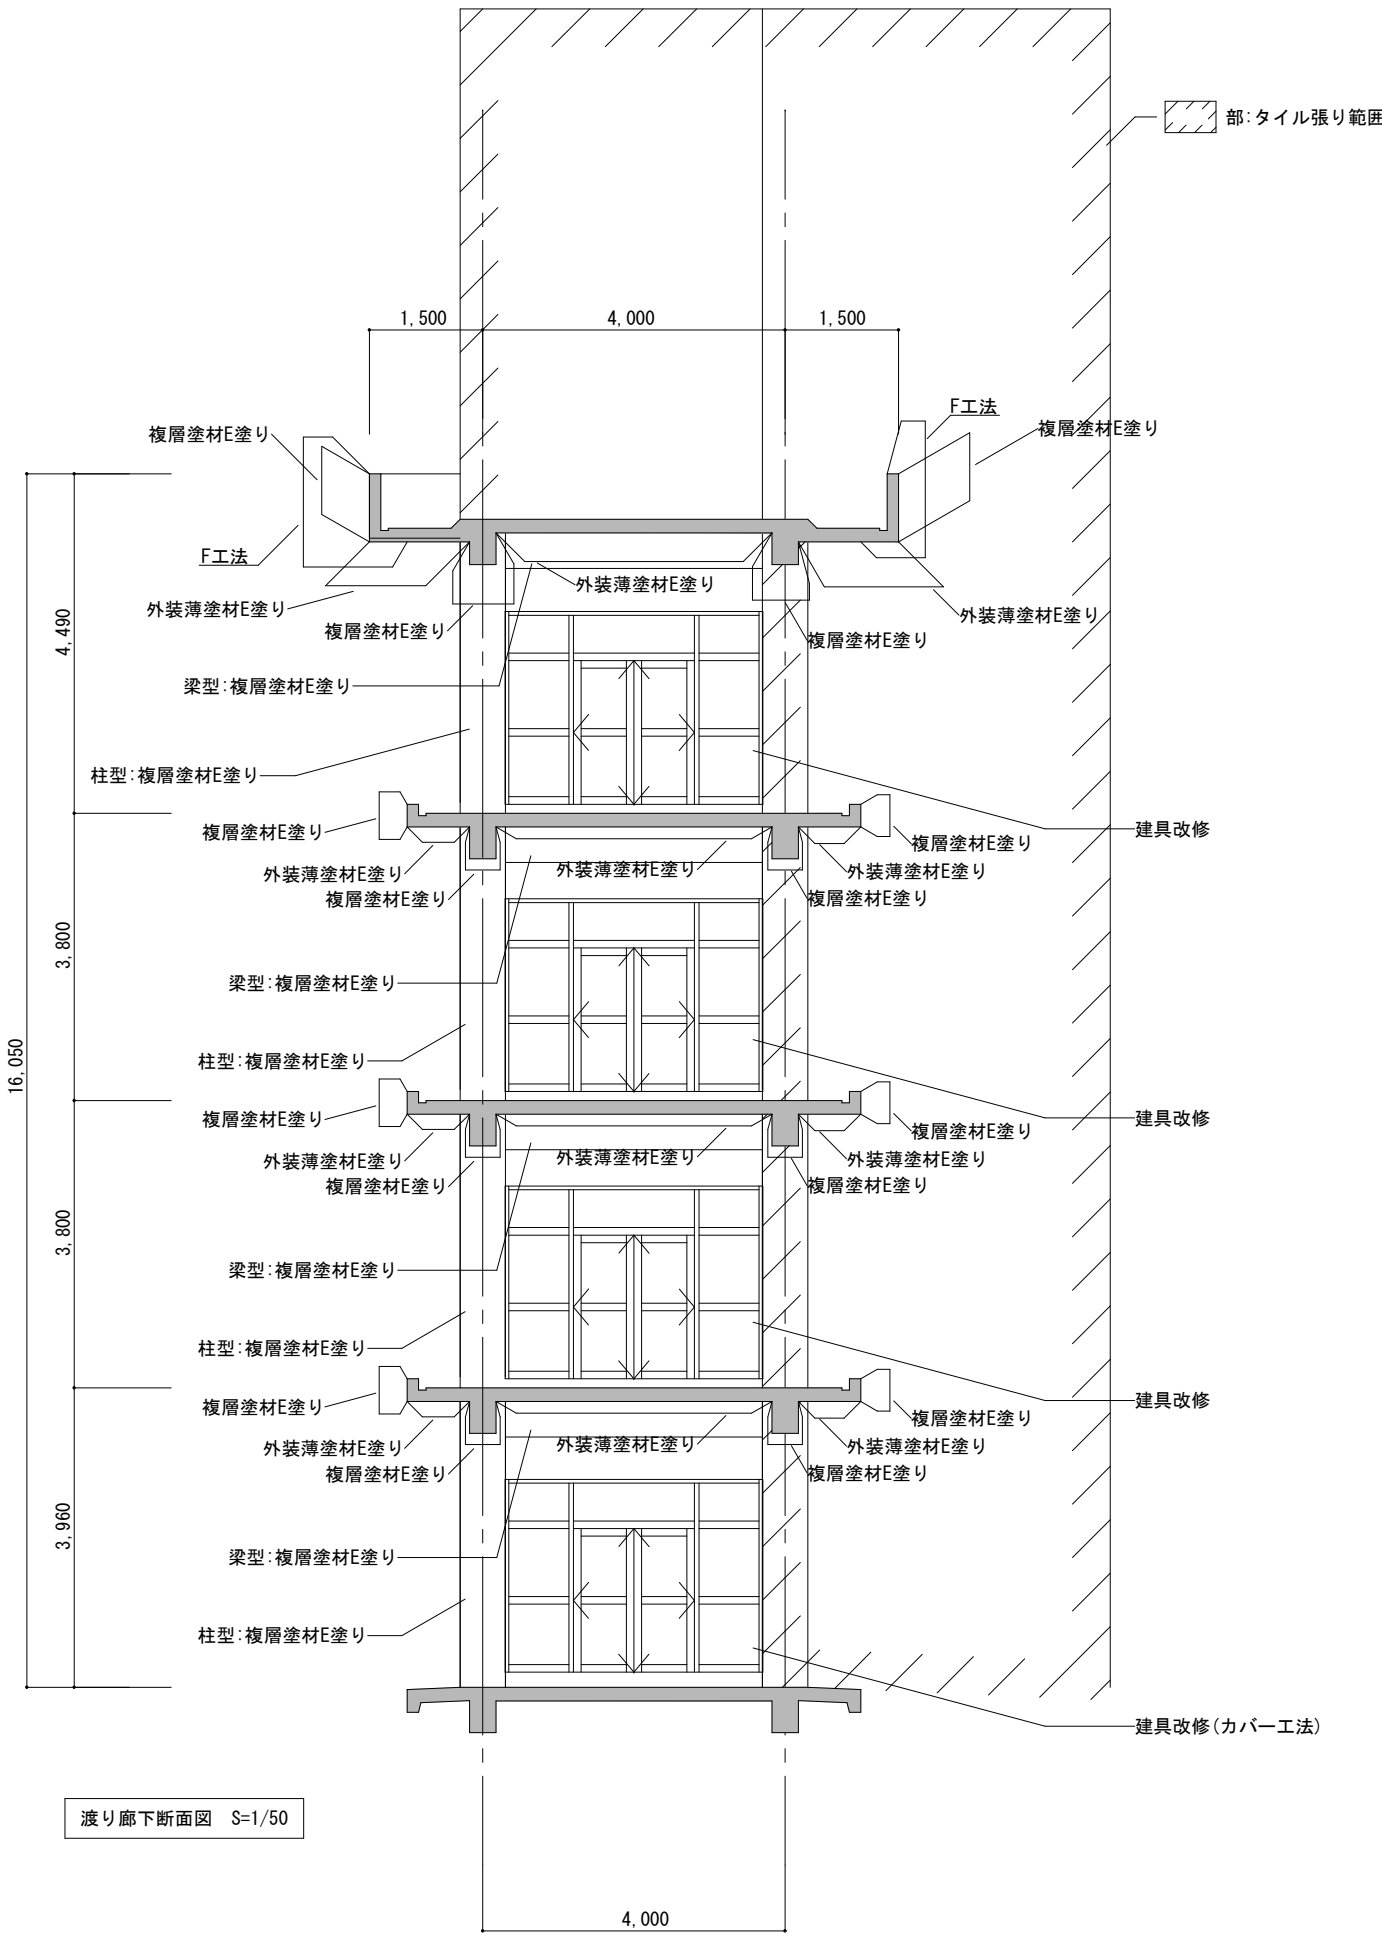 部:タイル張り範囲
1,500
4,000
1,500
F工法
複層塗材E塗り
複層塗材E塗り
F工法
外装薄塗材E塗り
外装薄塗材E塗り
外装薄塗材E塗り
4,490
複層塗材E塗り
複層塗材E塗り
梁型:複層塗材E塗り
柱型:複層塗材E塗り
複層塗材E塗り
建具改修
複層塗材E塗り
外装薄塗材E塗り
外装薄塗材E塗り
外装薄塗材E塗り
複層塗材E塗り
複層塗材E塗り
3,800
梁型:複層塗材E塗り
16,050
柱型:複層塗材E塗り
複層塗材E塗り
建具改修
複層塗材E塗り
外装薄塗材E塗り
外装薄塗材E塗り
外装薄塗材E塗り
複層塗材E塗り
複層塗材E塗り
3,800
梁型:複層塗材E塗り
柱型:複層塗材E塗り
複層塗材E塗り
建具改修
複層塗材E塗り
外装薄塗材E塗り
外装薄塗材E塗り
外装薄塗材E塗り
複層塗材E塗り
複層塗材E塗り
3,960
梁型:複層塗材E塗り
柱型:複層塗材E塗り
建具改修(カバー工法)
渡り廊下断面図 S=1/50
4,000